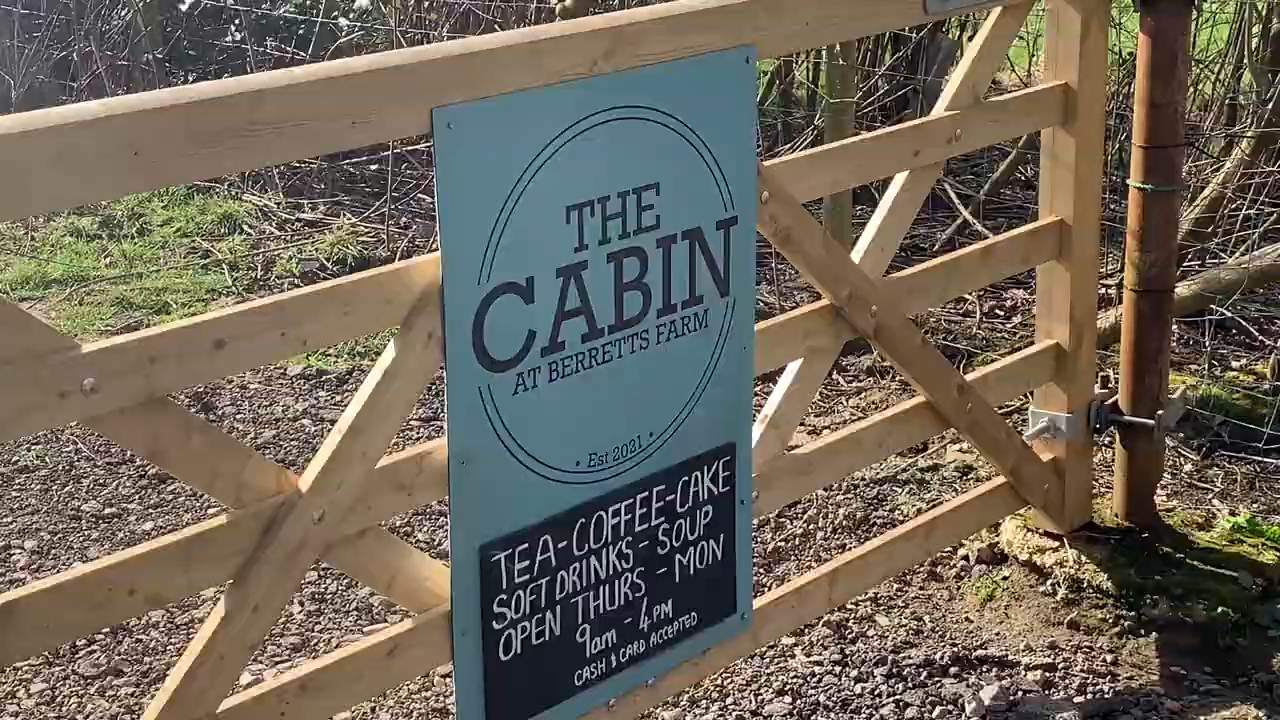 THE
CABIN
AT BERRETTS FARM
• Est 2021 •
TEA-COFFEE-CAKE
SOFT DRINKS - SOUP
OPEN THURS - MON
9am - 4PM
CASH & CARD ACCEPTED